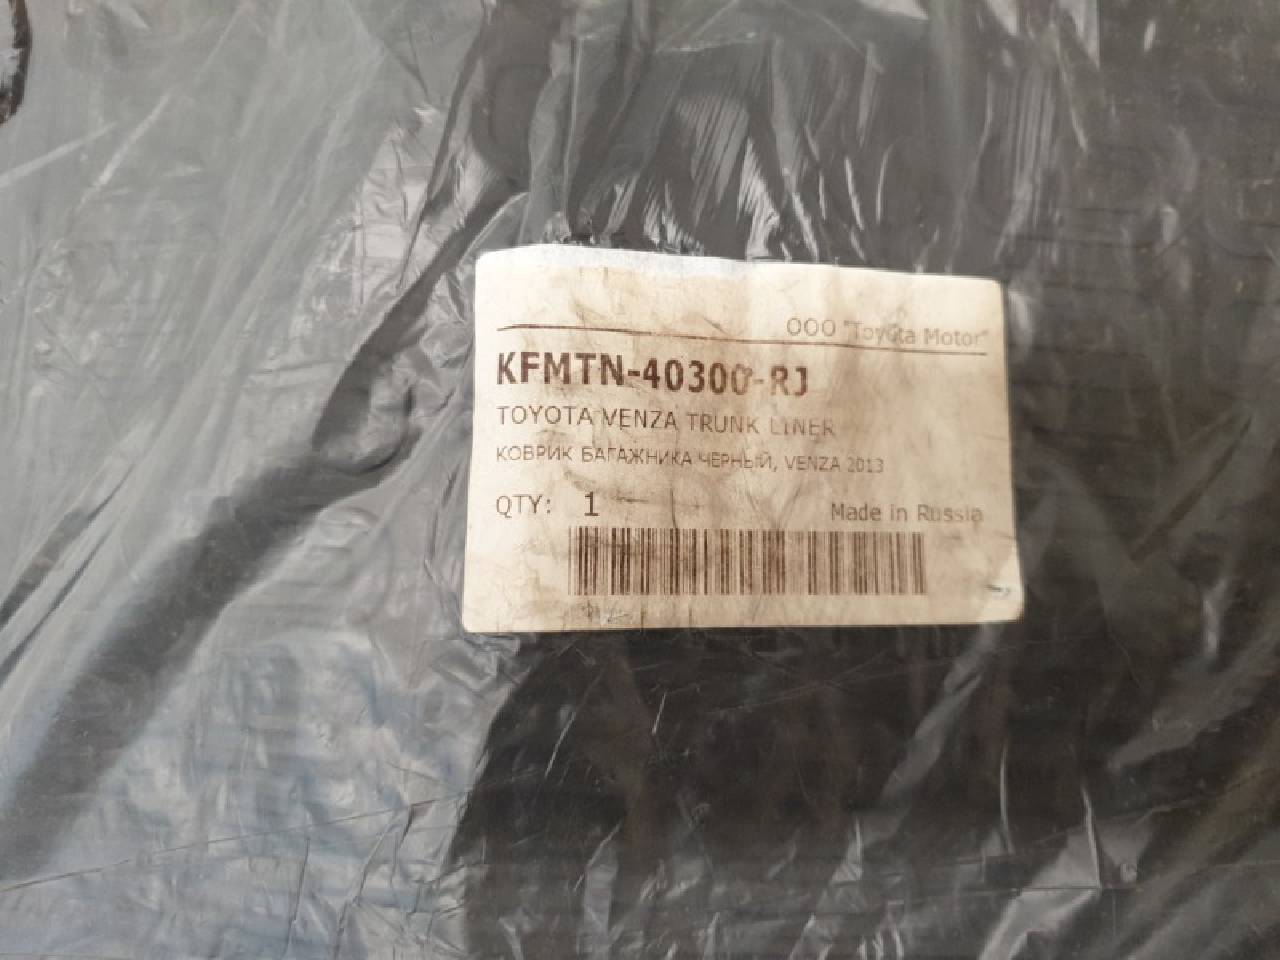 ООО "Toyota Motor"
KFMTN-40300-RJ
TOYOTA VENZA TRUNK LINER
КОВРИК БАГАЖНИКА ЧЕРНЫЙ, VENZA 2013
QTY: 1
Made in Russia